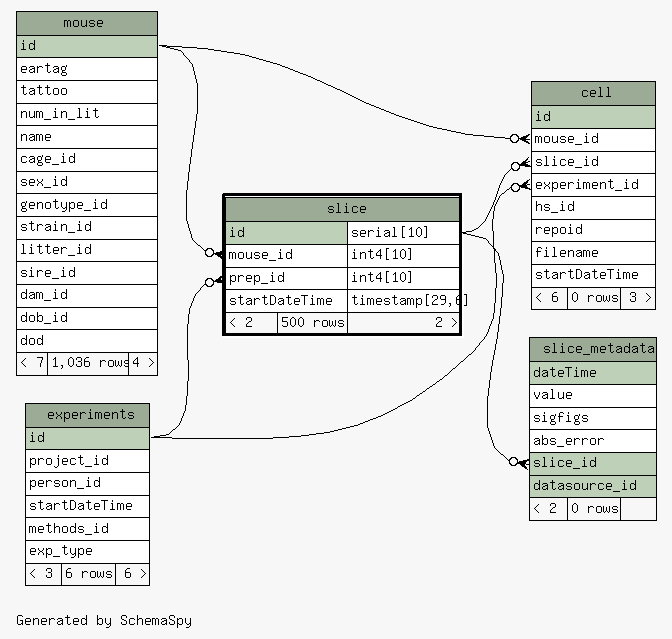 mouse
id
eartag
tattoo
num_in_lit
name
cage_id
sex_id
genotype_id
strain_id
litter_id
sire_id
dam_id
dob_id
dod
< 7 1,036 rows 4 >
experiments
id
project_id
person_id
startDateTime
methods_id
exp_type
< 3 6 rows 6 >
slice
id serial[10]
mouse_id int4[10]
prep_id int4[10]
startDateTime timestamp[29,6]
< 2 500 rows 2 >
cell
id
mouse_id
slice_id
experiment_id
hs_id
repoid
filename
startDateTime
< 6 0 rows 3 >
slice_metadata
dateTime
value
sigfigs
abs_error
slice_id
datasource_id
< 2 0 rows
Generated by SchemaSpy